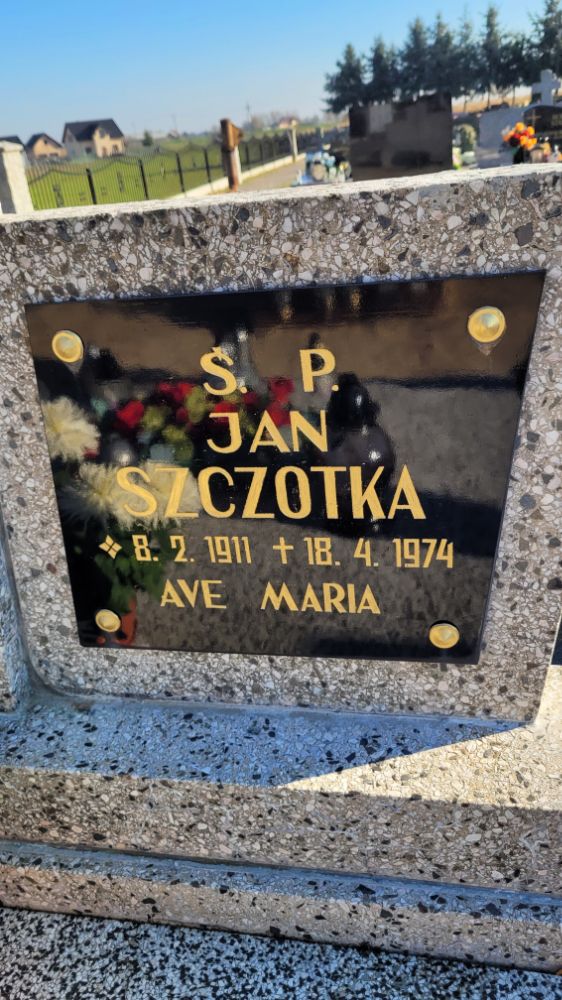 Ś. P.
JAN
SZCZOTKA
8. 2. 1911 + 18. 4. 1974
AVE MARIA